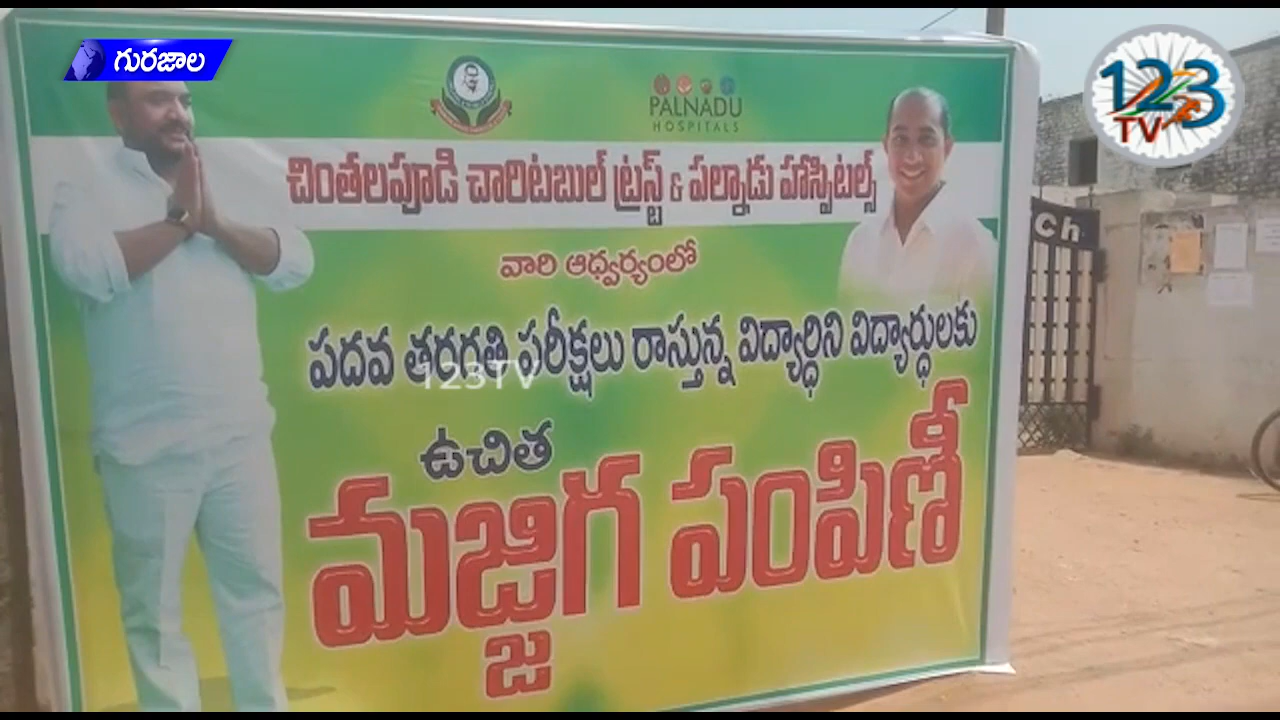 గురజాల
123
TV
PALNADU
HOSPITALS
చింతలపూడి చారిటబుల్ ట్రస్ట్ & పల్నాడు హాస్పిటల్స్
వారి ఆధ్వర్యంలో
పదవ తరగతి పరీక్షలు రాస్తున్న విద్యార్ధిని విద్యార్ధులకు
123TV
ఉచిత
మజ్జిగ పంపిణీ
Ch